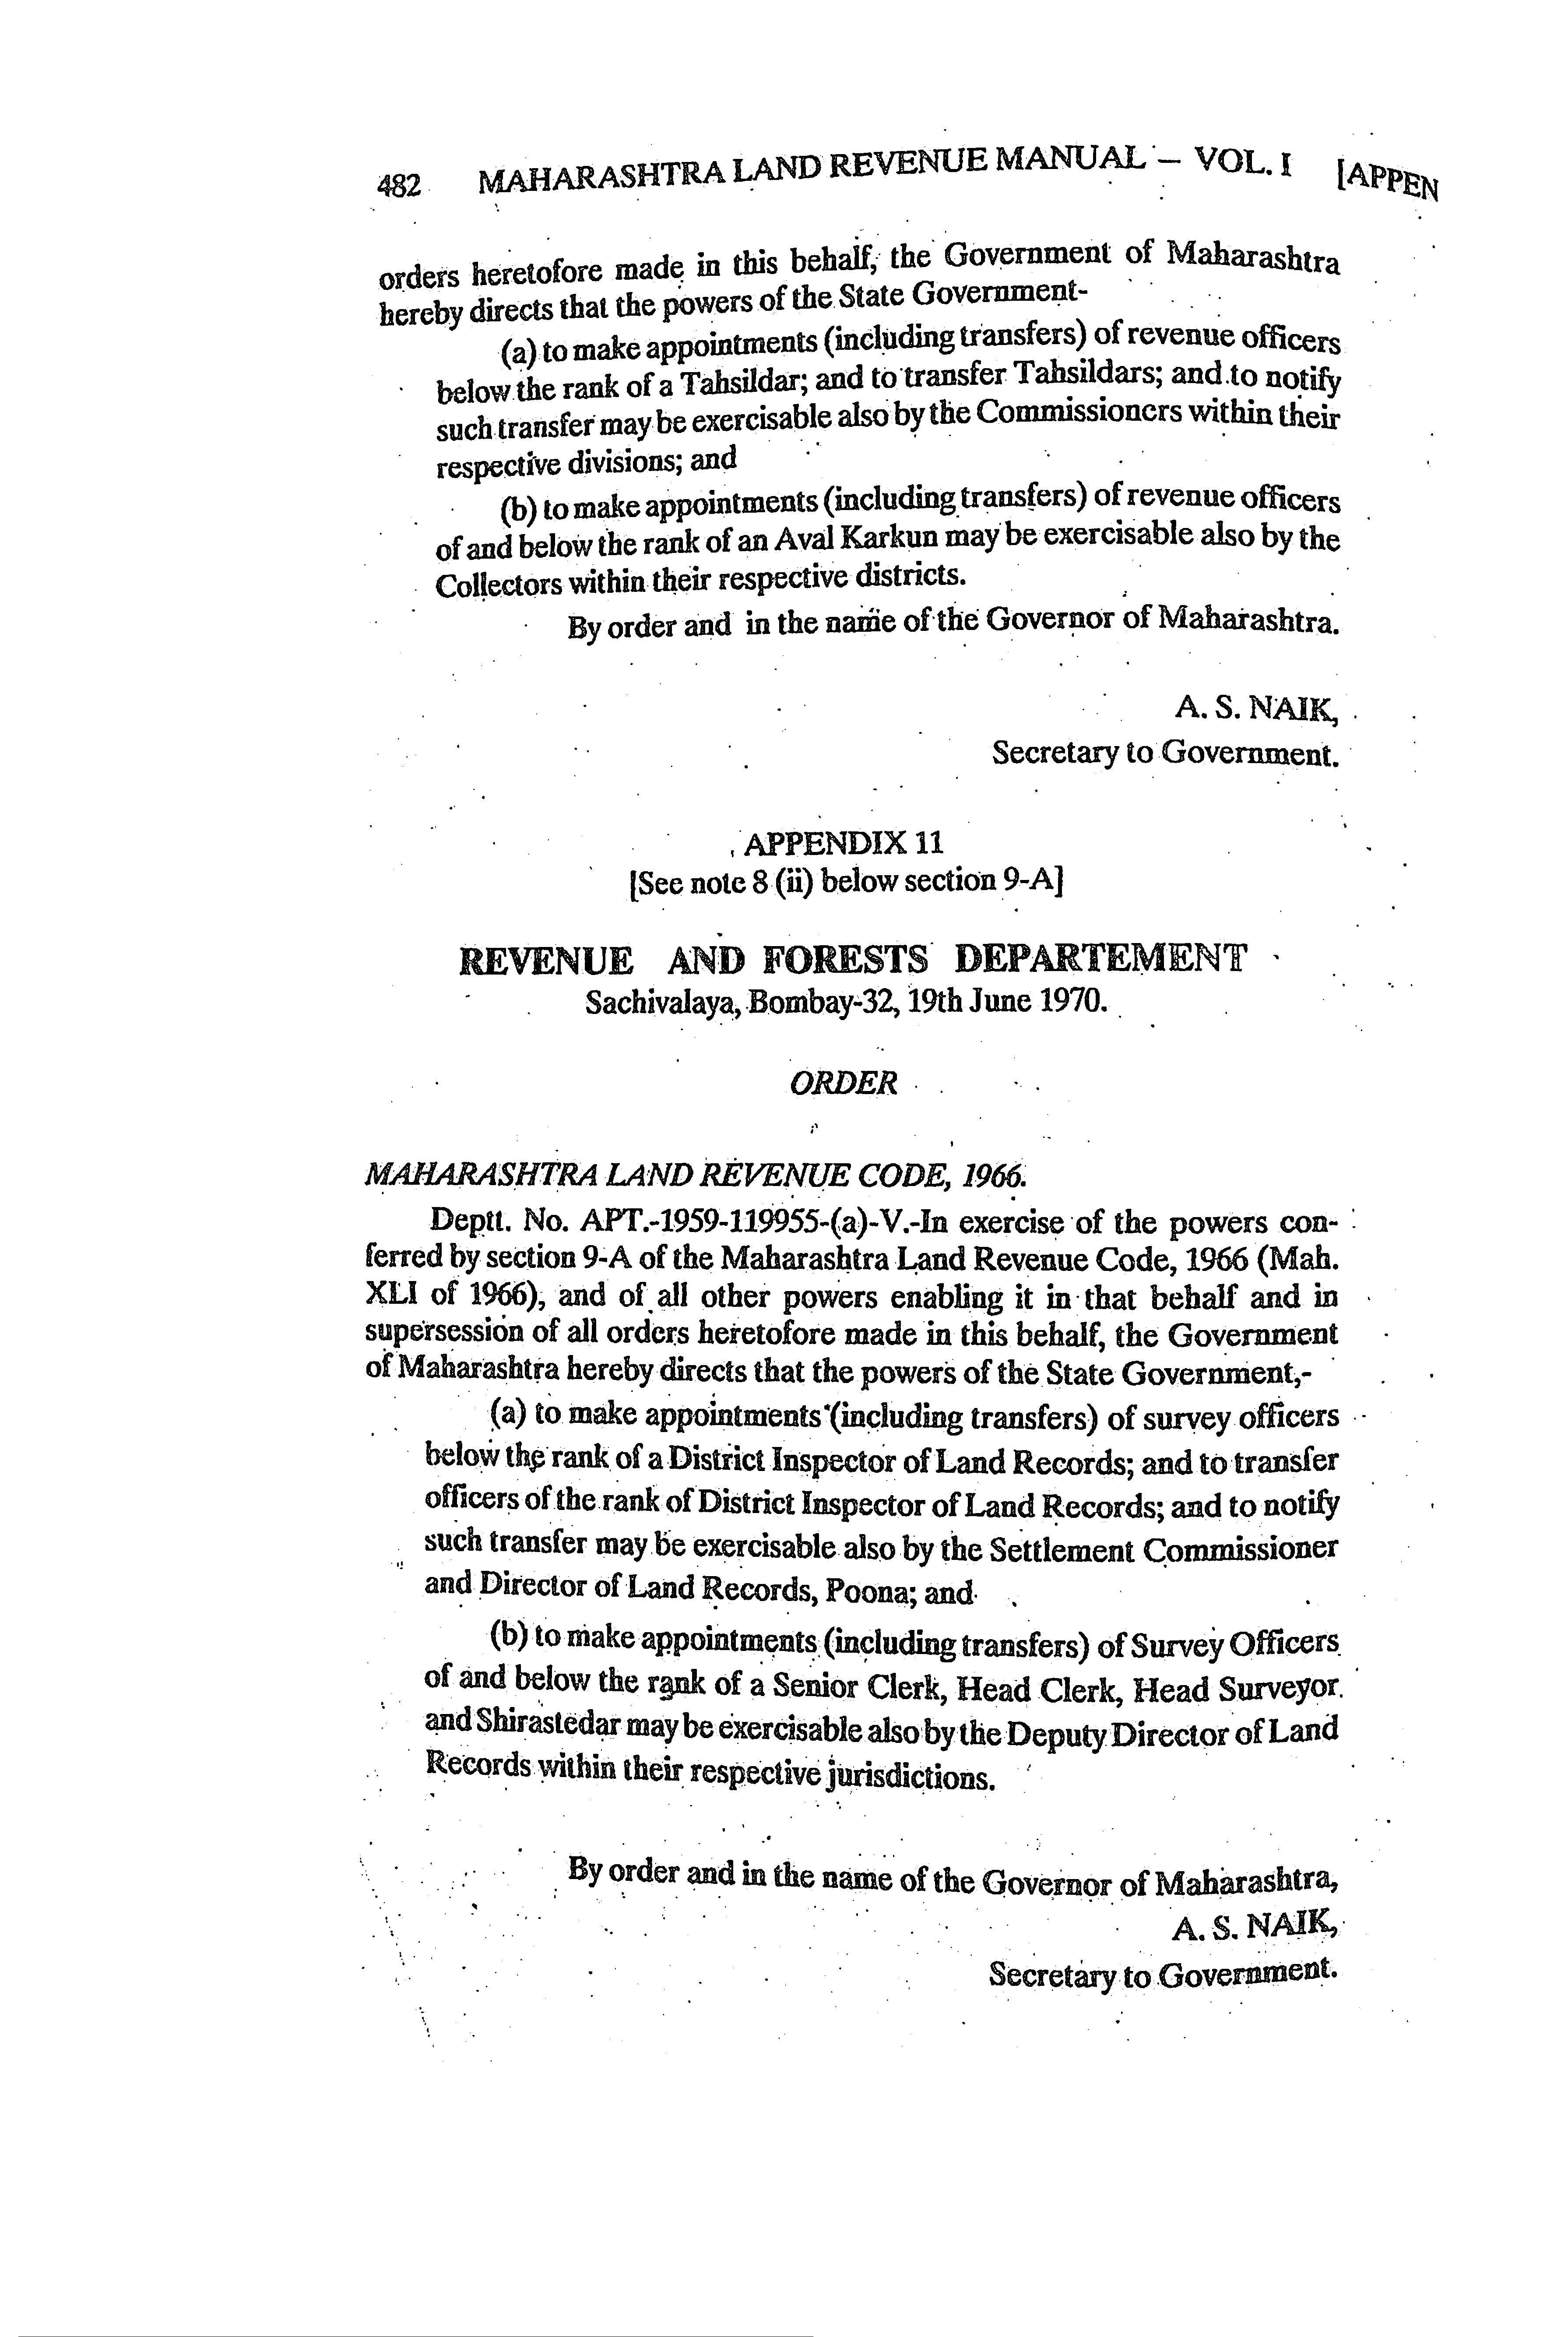 482 MAHARASHTRA LAND REVENUE MANUAL – VOL. I [APPEN
orders heretofore made in this behalf, the Government of Maharashtra
hereby directs that the powers of the State Government-
(a) to make appointments (including transfers) of revenue officers
below the rank of a Tahsildar; and to transfer Tahsildars; and to notify
such transfer may be exercisable also by the Commissioners within their
respective divisions; and
(b) to make appointments (including transfers) of revenue officers
of and below the rank of an Aval Karkun may be exercisable also by the
Collectors within their respective districts.
By order and in the name of the Governor of Maharashtra.
A. S. NAIK,
Secretary to Government.
APPENDIX 11
[See note 8 (ii) below section 9-A]
REVENUE AND FORESTS DEPARTEMENT
Sachivalaya, Bombay-32, 19th June 1970.
ORDER
MAHARASHTRA LAND REVENUE CODE, 1966.
Deptt. No. APT.-1959-119955-(a)-V.-In exercise of the powers con-
ferred by section 9-A of the Maharashtra Land Revenue Code, 1966 (Mah.
XLI of 1966), and of all other powers enabling it in that behalf and in
supersession of all orders heretofore made in this behalf, the Government
of Maharashtra hereby directs that the powers of the State Government,-
(a) to make appointments (including transfers) of survey officers
below the rank of a District Inspector of Land Records; and to transfer
officers of the rank of District Inspector of Land Records; and to notify
such transfer may be exercisable also by the Settlement Commissioner
and Director of Land Records, Poona; and
(b) to make appointments (including transfers) of Survey Officers
of and below the rank of a Senior Clerk, Head Clerk, Head Surveyor
and Shirastedar may be exercisable also by the Deputy Director of Land
Records within their respective jurisdictions.
By order and in the name of the Governor of Maharashtra,
A. S. NAIK,
Secretary to Government.